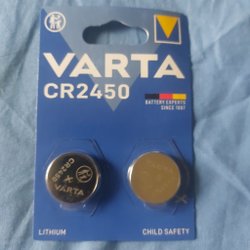 VARTA
CR2450
BATTERY EXPERTS
SINCE 1887
CR2450
VARTA
LITHIUM
CHILD SAFETY